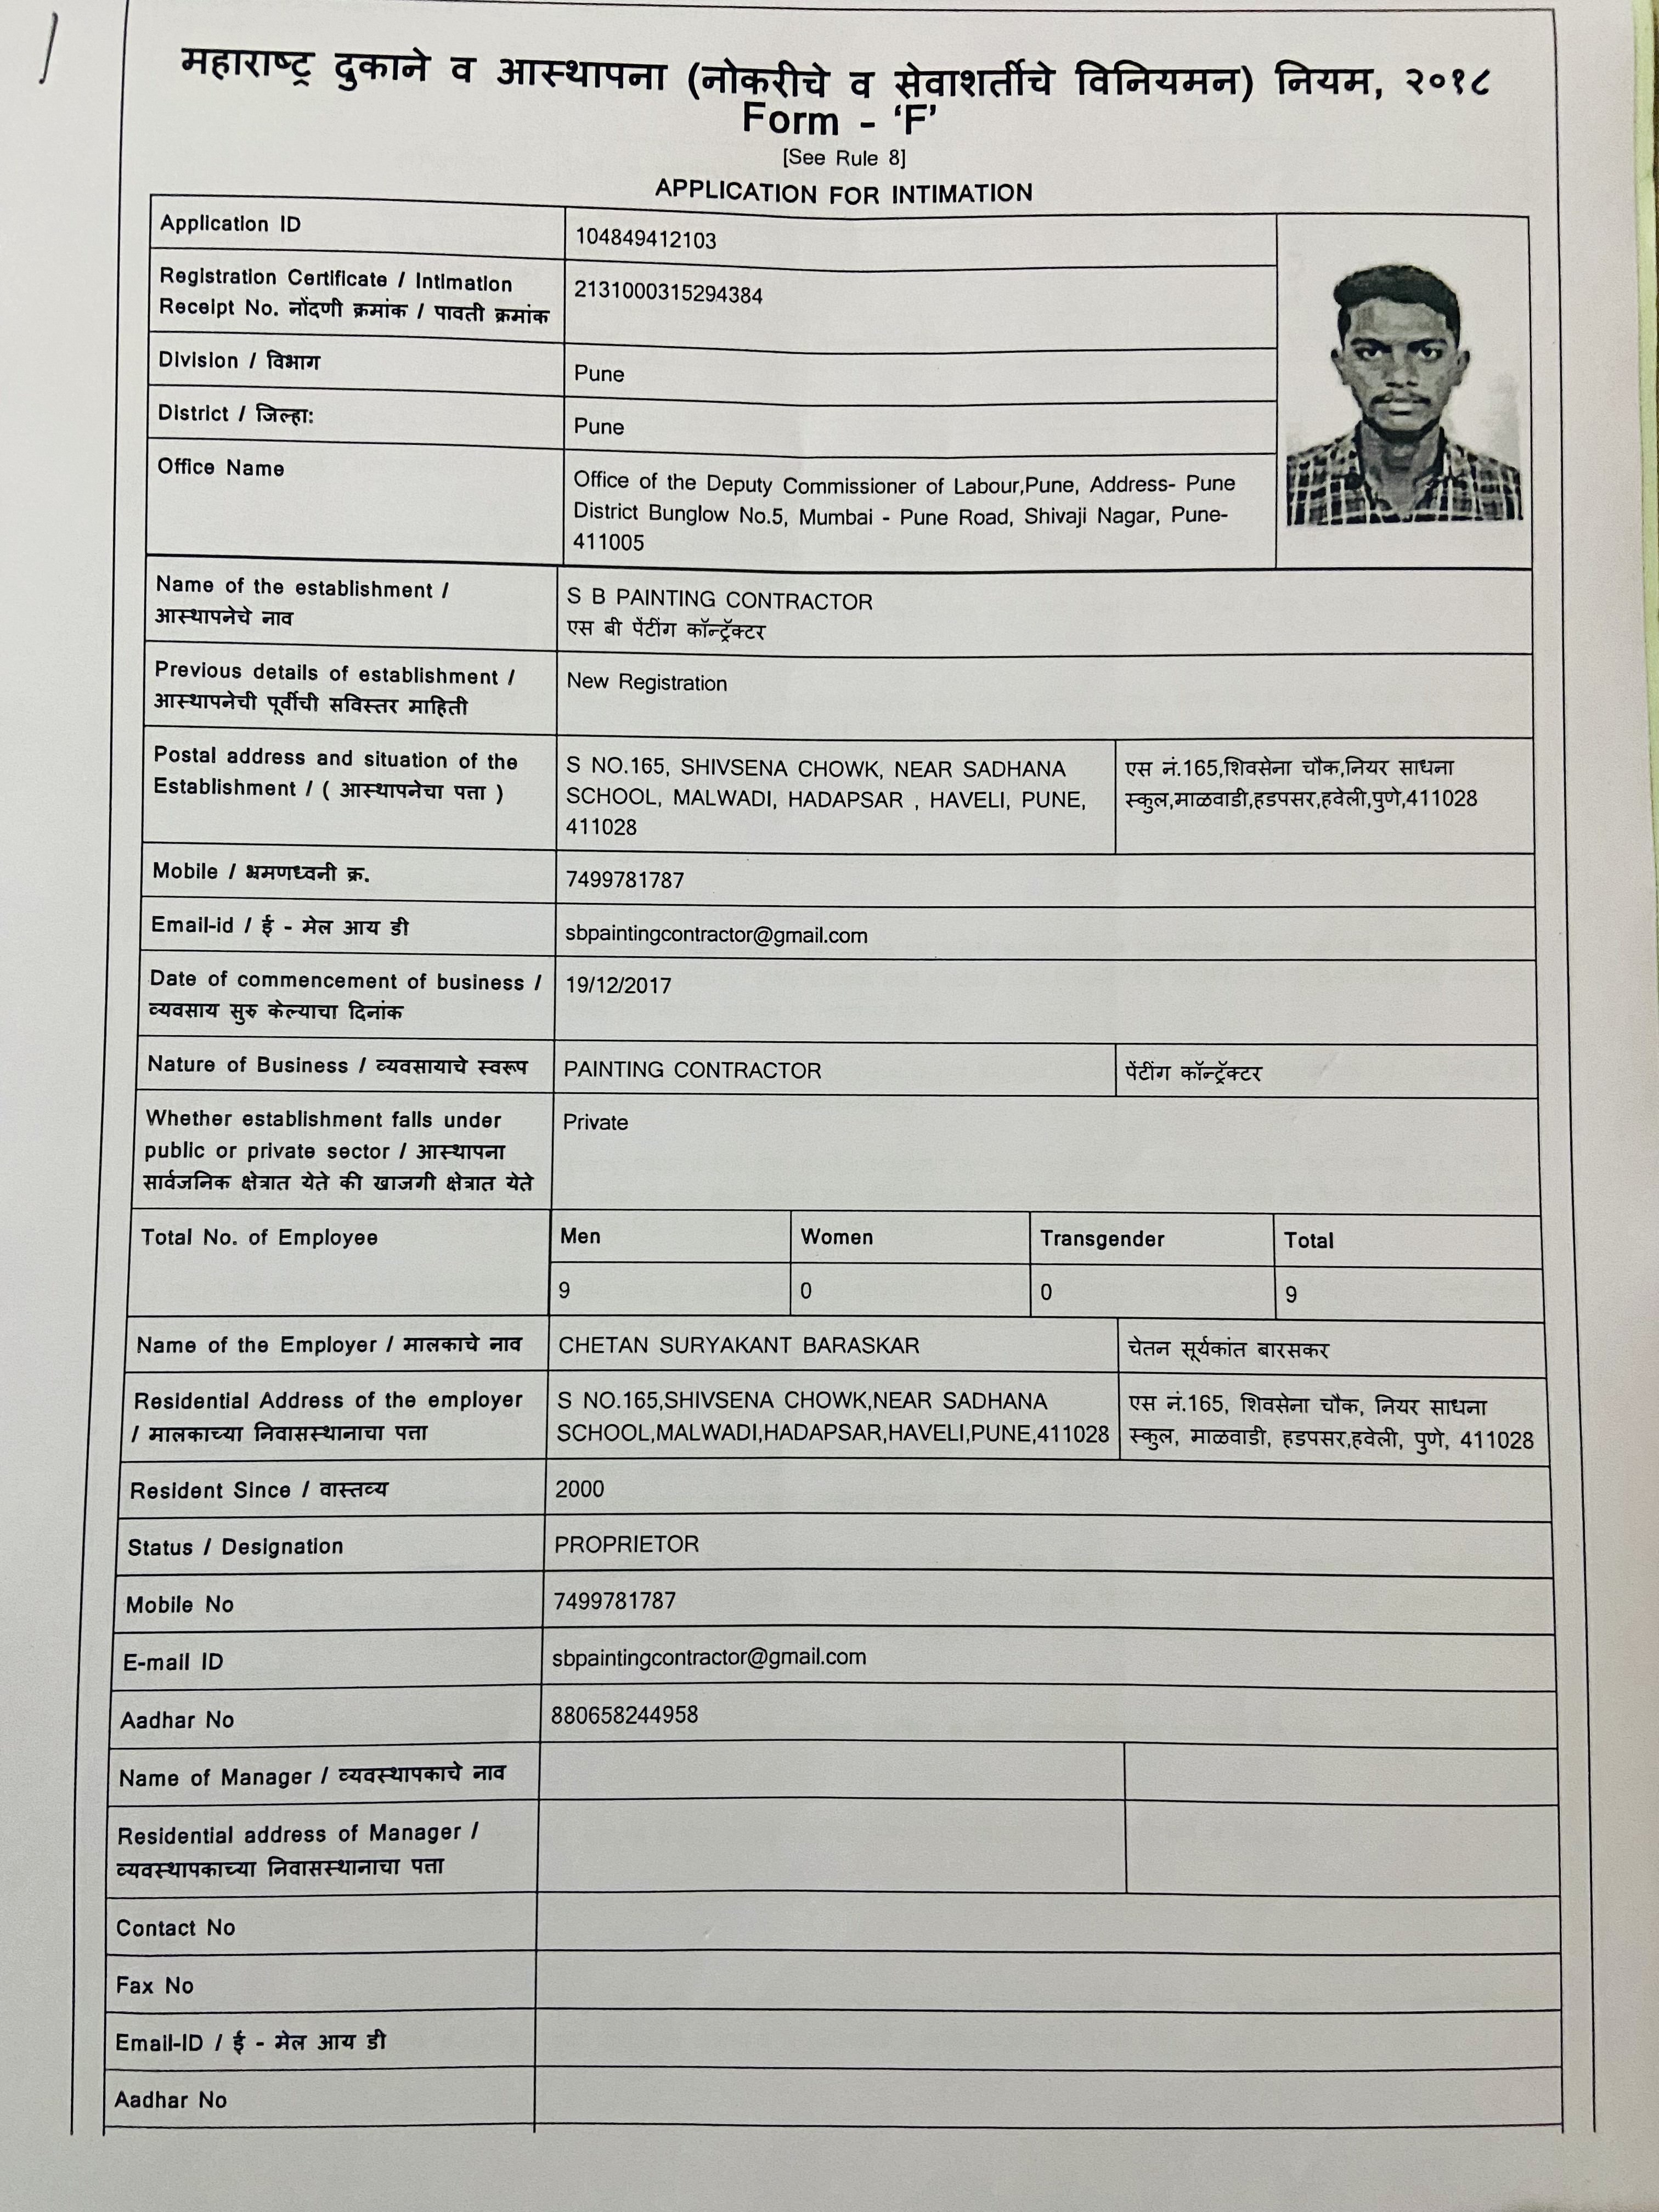 महाराष्ट्र दुकाने व आस्थापना (नोकरीचे व सेवाशर्तीचे विनियमन) नियम, २०१८
Form - ‘F’
[See Rule 8]
APPLICATION FOR INTIMATION
Application ID
104849412103
Registration Certificate / Intimation
Receipt No. नोंदणी क्रमांक / पावती क्रमांक
2131000315294384
Division / विभाग
Pune
District / जिल्हा:
Pune
Office Name
Office of the Deputy Commissioner of Labour,Pune, Address- Pune
District Bunglow No.5, Mumbai - Pune Road, Shivaji Nagar, Pune-
411005
Name of the establishment /
आस्थापनेचे नाव
S B PAINTING CONTRACTOR
एस बी पेंटींग कॉन्ट्रॅक्टर
Previous details of establishment /
आस्थापनेची पूर्वीची सविस्तर माहिती
New Registration
Postal address and situation of the
Establishment / ( आस्थापनेचा पत्ता )
S NO.165, SHIVSENA CHOWK, NEAR SADHANA
SCHOOL, MALWADI, HADAPSAR , HAVELI, PUNE,
411028
एस नं.165,शिवसेना चौक,नियर साधना
स्कुल,माळवाडी,हडपसर,हवेली,पुणे,411028
Mobile / भ्रमणध्वनी क्र.
7499781787
Email-id / ई - मेल आय डी
sbpaintingcontractor@gmail.com
Date of commencement of business /
व्यवसाय सुरु केल्याचा दिनांक
19/12/2017
Nature of Business / व्यवसायाचे स्वरूप
PAINTING CONTRACTOR
पेंटींग कॉन्ट्रॅक्टर
Whether establishment falls under
public or private sector / आस्थापना
सार्वजनिक क्षेत्रात येते की खाजगी क्षेत्रात येते
Private
Total No. of Employee
Men
Women
Transgender
Total
9
0
0
9
Name of the Employer / मालकाचे नाव
CHETAN SURYAKANT BARASKAR
चेतन सूर्यकांत बारसकर
Residential Address of the employer
/ मालकाच्या निवासस्थानाचा पत्ता
S NO.165,SHIVSENA CHOWK,NEAR SADHANA
SCHOOL,MALWADI,HADAPSAR,HAVELI,PUNE,411028
एस नं.165, शिवसेना चौक, नियर साधना
स्कुल, माळवाडी, हडपसर,हवेली, पुणे, 411028
Resident Since / वास्तव्य
2000
Status / Designation
PROPRIETOR
Mobile No
7499781787
E-mail ID
sbpaintingcontractor@gmail.com
Aadhar No
880658244958
Name of Manager / व्यवस्थापकाचे नाव
Residential address of Manager /
व्यवस्थापकाच्या निवासस्थानाचा पत्ता
Contact No
Fax No
Email-ID / ई - मेल आय डी
Aadhar No